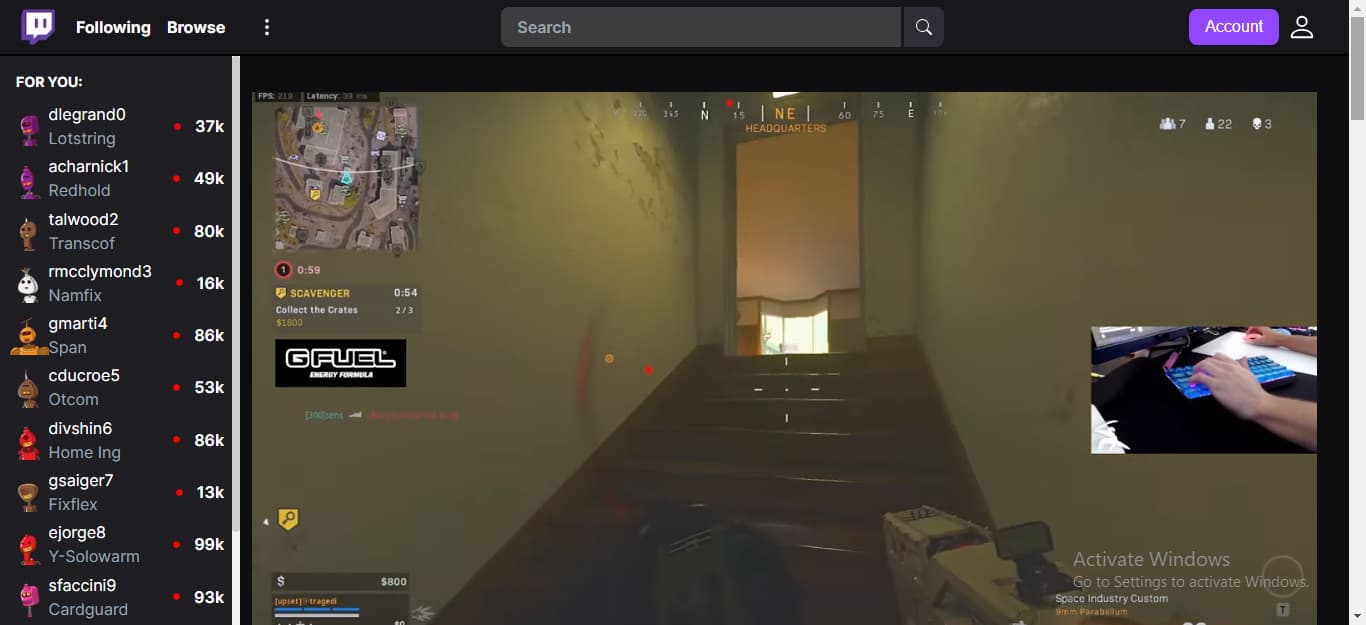 Following Browse
Search
Account
FOR YOU:
dlegrand0
Lotstring
37k
acharnick1
Redhold
49k
talwood2
Transcof
80k
rmcclymond3
Namfix
16k
gmarti4
Span
86k
cducroe5
Otcom
53k
divshin6
Home Ing
86k
gsaiger7
Fixflex
13k
ejorge8
Y-Solowarm
99k
sfaccini9
Cardguard
93k
FPS: 219 Latency: 39 ms
345 N 15 NE 60 75 E
HEADQUARTERS
7 22 3
1 0:59
SCAVENGER 0:54
Collect the Crates 2/3
$1800
G FUEL
ENERGY FORMULA
[300]sens
$ $800
[upset] tragedi
Activate Windows
Go to Settings to activate Windows.
Space Industry Custom
9mm Parabellum
T